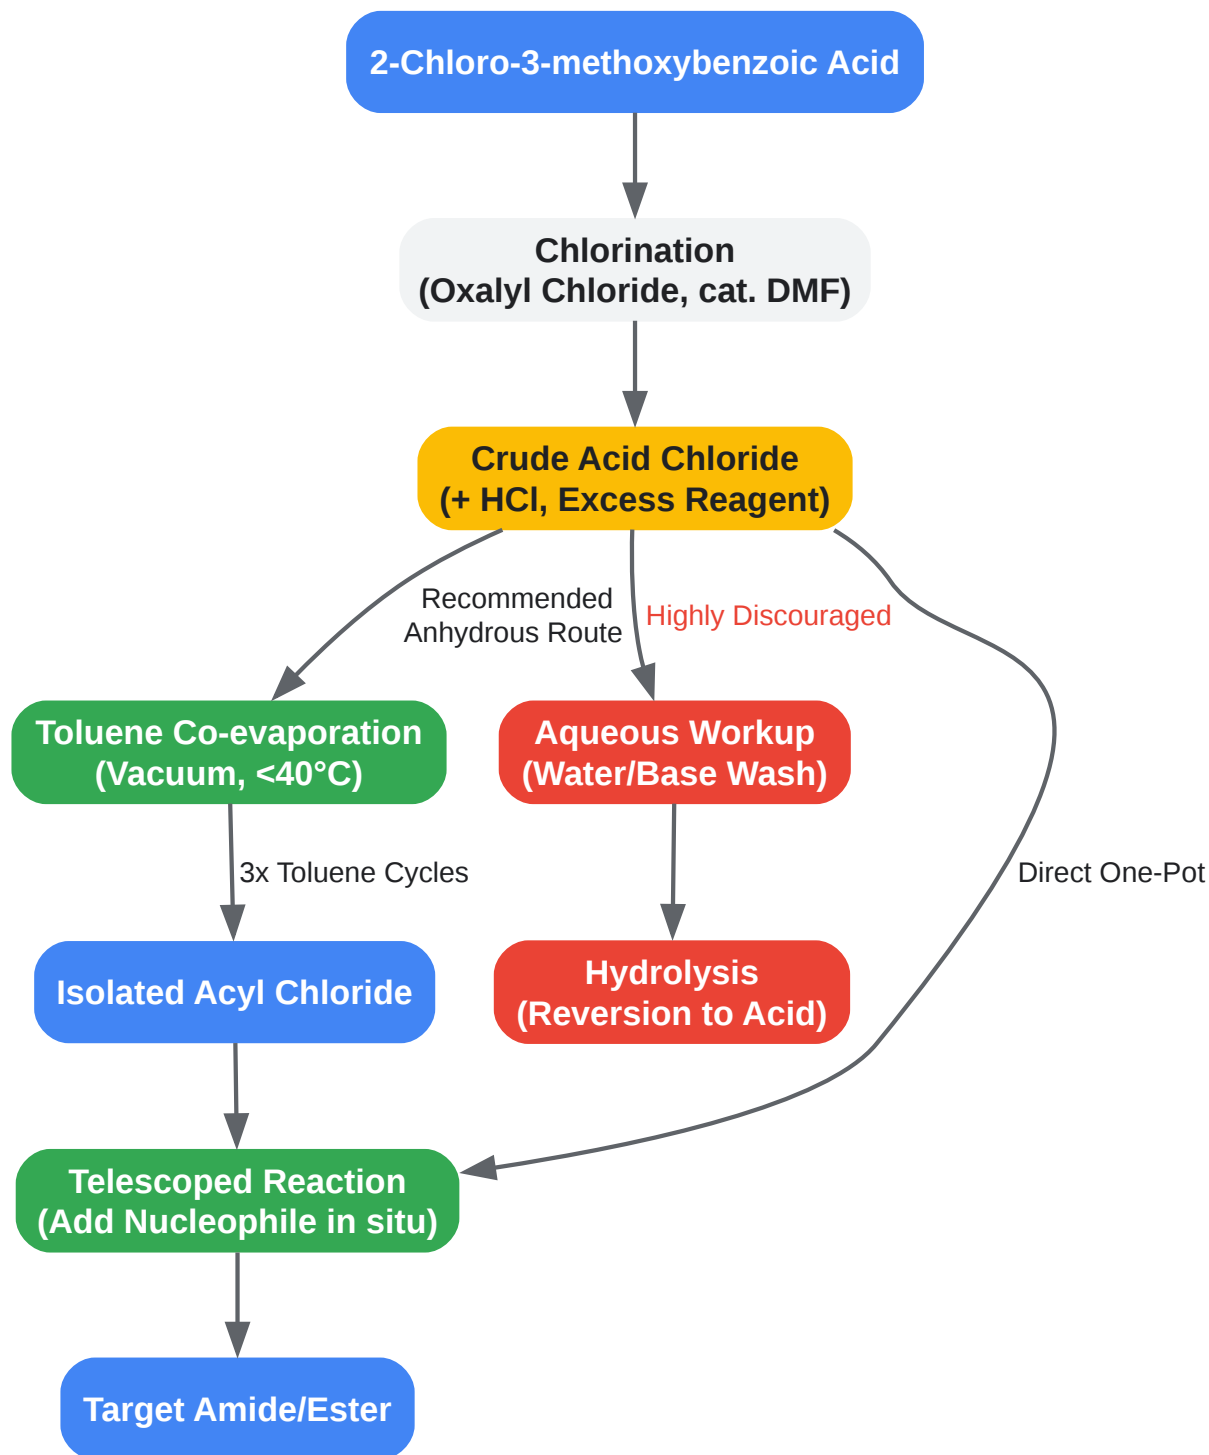 2-Chloro-3-methoxybenzoic Acid
Chlorination
(Oxalyl Chloride, cat. DMF)
Crude Acid Chloride
(+ HCl, Excess Reagent)
Recommended
Anhydrous Route
Highly Discouraged
Toluene Co-evaporation
(Vacuum, <40°C)
Aqueous Workup
(Water/Base Wash)
3x Toluene Cycles
Direct One-Pot
Isolated Acyl Chloride
Hydrolysis
(Reversion to Acid)
Telescoped Reaction
(Add Nucleophile in situ)
Target Amide/Ester